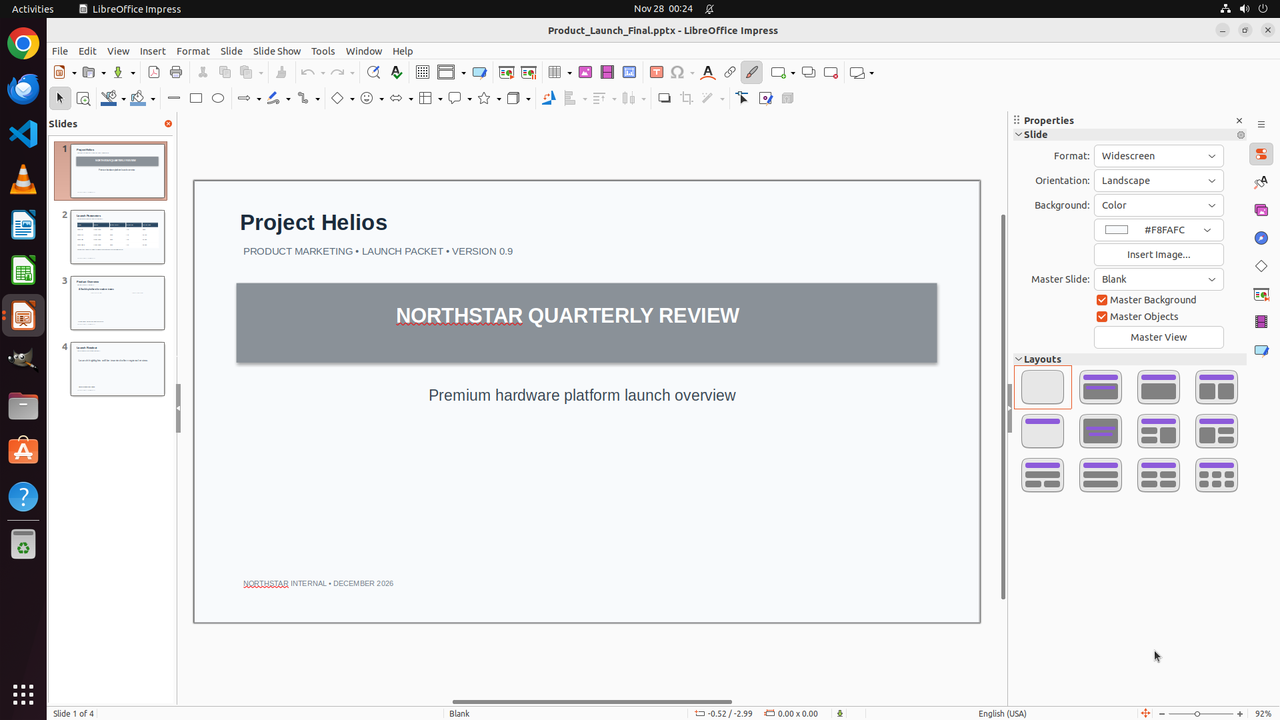 Activities
LibreOffice Impress
Nov 28 00:24
Product_Launch_Final.pptx - LibreOffice Impress
File Edit View Insert Format Slide Slide Show Tools Window Help
Slides
1
2
3
4
Project Helios
PRODUCT MARKETING • LAUNCH PACKET • VERSION 0.9
NORTHSTAR QUARTERLY REVIEW
Premium hardware platform launch overview
NORTHSTAR INTERNAL • DECEMBER 2026
Properties
Slide
Format: Widescreen
Orientation: Landscape
Background: Color
#F8FAFC
Insert Image...
Master Slide: Blank
Master Background
Master Objects
Master View
Layouts
Slide 1 of 4
Blank
-0.52 / -2.99
0.00 x 0.00
English (USA)
92%